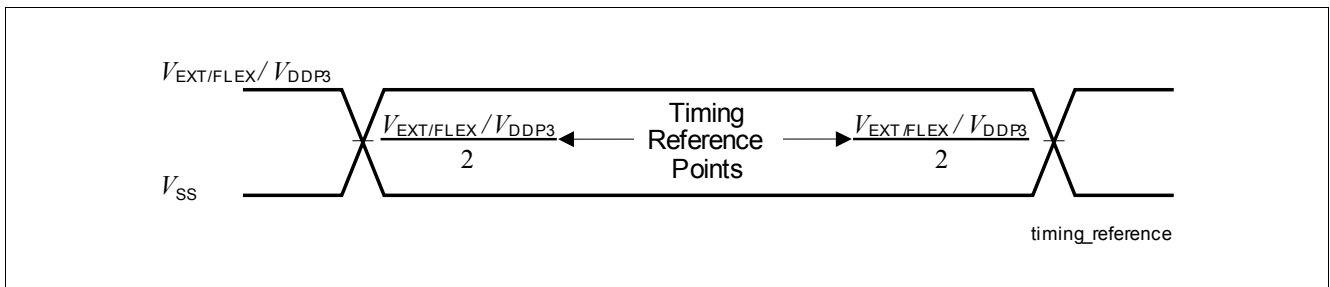 VEXT/FLEX / VDDP3
VEXT/FLEX / VDDP3
2
Timing
Reference
Points
VEXT/FLEX / VDDP3
2
VSS
timing_reference